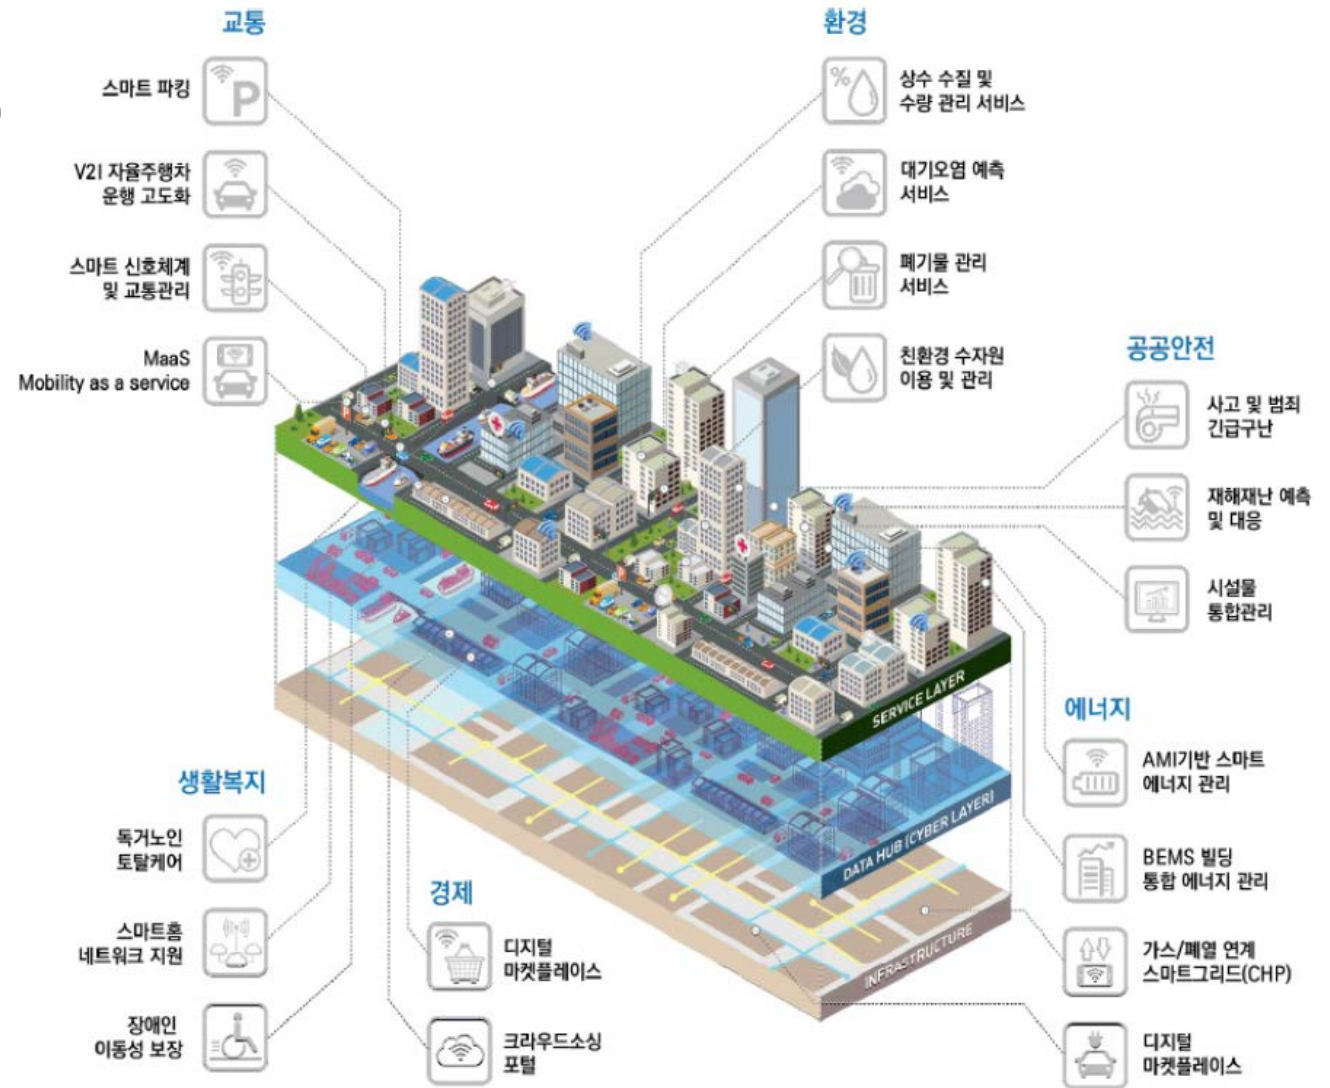 교통
스마트 파킹
V2I 자율주행차
운행 고도화
스마트 신호체계
및 교통관리
MaaS
Mobility as a service
환경
%
상수 수질 및
수량 관리 서비스
대기오염 예측
서비스
폐기물 관리
서비스
친환경 수자원
이용 및 관리
공공안전
사고 및 범죄
긴급구난
재해재난 예측
및 대응
시설물
통합관리
SERVICE LAYER
DATA HUB (CYBER LAYER)
INFRASTRUCTURE
에너지
AMI기반 스마트
에너지 관리
BEMS 빌딩
통합 에너지 관리
가스/폐열 연계
스마트그리드(CHP)
디지털
마켓플레이스
생활복지
독거노인
토탈케어
스마트홈
네트워크 지원
장애인
이동성 보장
경제
디지털
마켓플레이스
크라우드소싱
포털
P